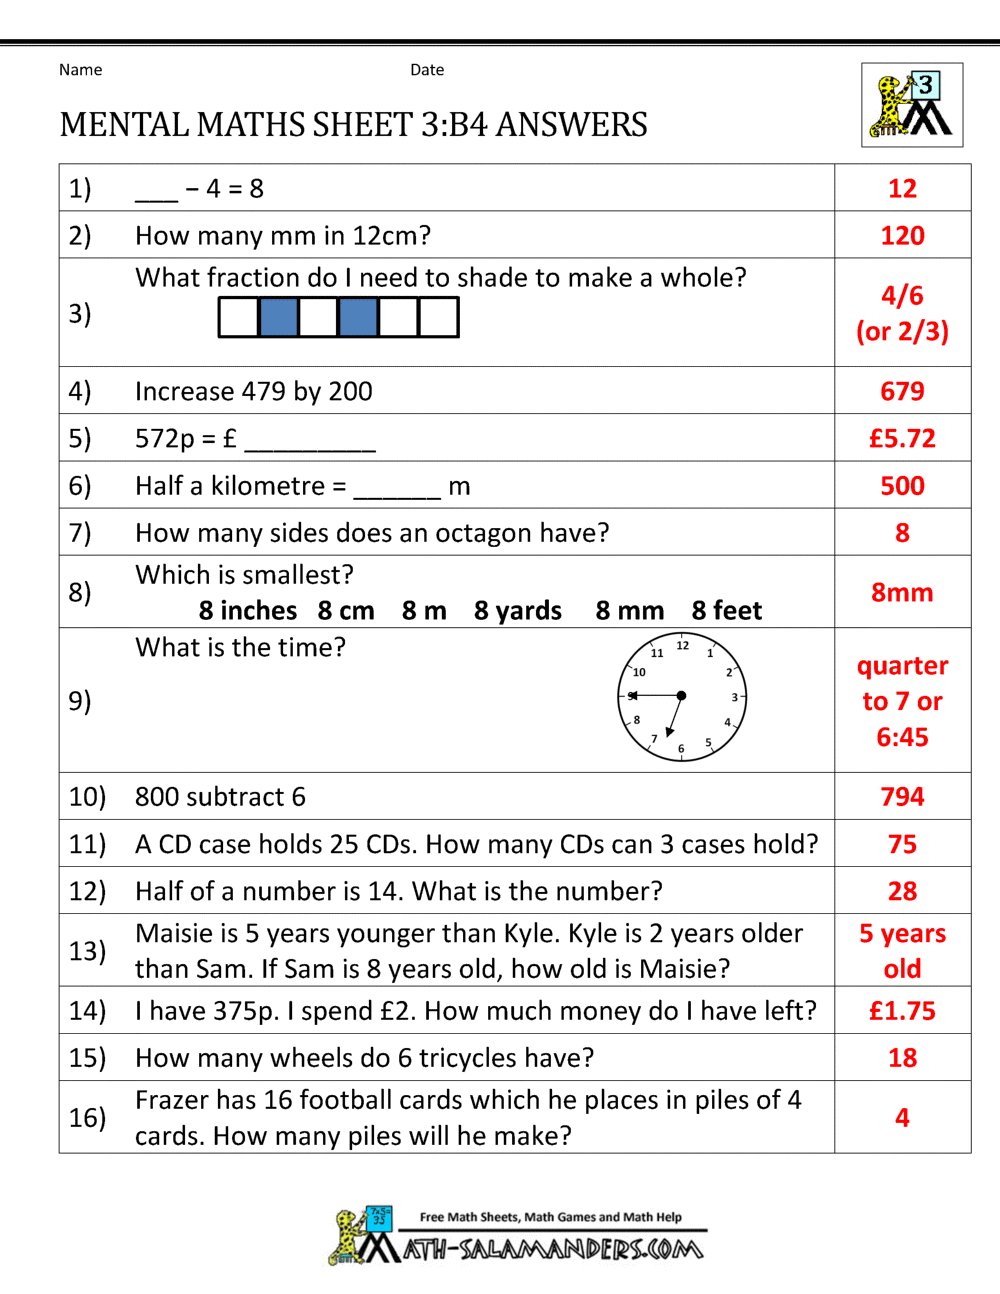 Name Date
3
MENTAL MATHS SHEET 3:B4 ANSWERS
1) ___ – 4 = 8 12
2) How many mm in 12cm? 120
What fraction do I need to shade to make a whole?
3) 4/6
(or 2/3)
4) Increase 479 by 200 679
5) 572p = £ _________ £5.72
6) Half a kilometre = ______ m 500
7) How many sides does an octagon have? 8
Which is smallest?
8) 8mm
8 inches 8 cm 8 m 8 yards 8 mm 8 feet
What is the time?
12
11 1
10 2
9 3
8 4
7 5
6
9) quarter
to 7 or
6:45
10) 800 subtract 6 794
11) A CD case holds 25 CDs. How many CDs can 3 cases hold? 75
12) Half of a number is 14. What is the number? 28
13) Maisie is 5 years younger than Kyle. Kyle is 2 years older 5 years
than Sam. If Sam is 8 years old, how old is Maisie? old
14) I have 375p. I spend £2. How much money do I have left? £1.75
15) How many wheels do 6 tricycles have? 18
16) Frazer has 16 football cards which he places in piles of 4 4
cards. How many piles will he make?
7x5=
35
Free Math Sheets, Math Games and Math Help
MATH-SALAMANDERS.COM